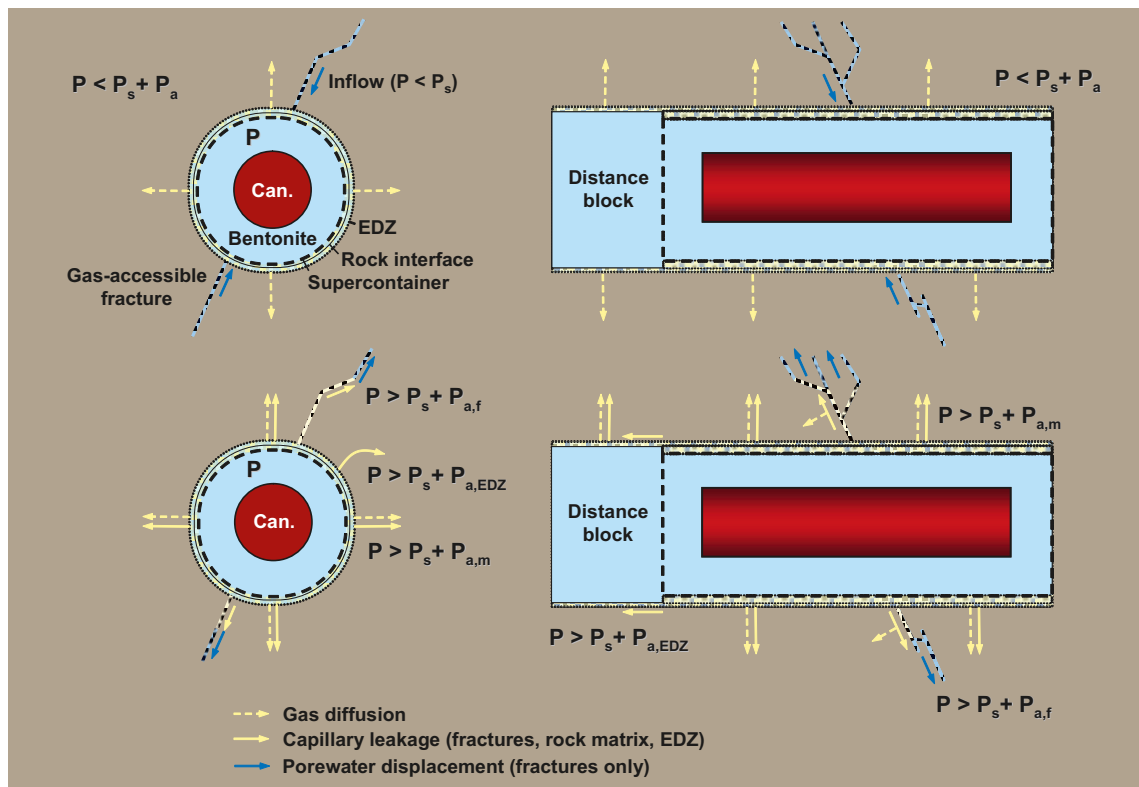 P < Ps + Pa
Inflow (P < Ps)
P
Can.
Bentonite
EDZ
Rock interface
Supercontainer
Gas-accessible
fracture
P < Ps + Pa
Distance
block
P > Ps + Pa,f
P
P > Ps + Pa,EDZ
Can.
P > Ps + Pa,m
P > Ps + Pa,m
Distance
block
P > Ps + Pa,EDZ
P > Ps + Pa,f
Gas diffusion
Capillary leakage (fractures, rock matrix, EDZ)
Porewater displacement (fractures only)